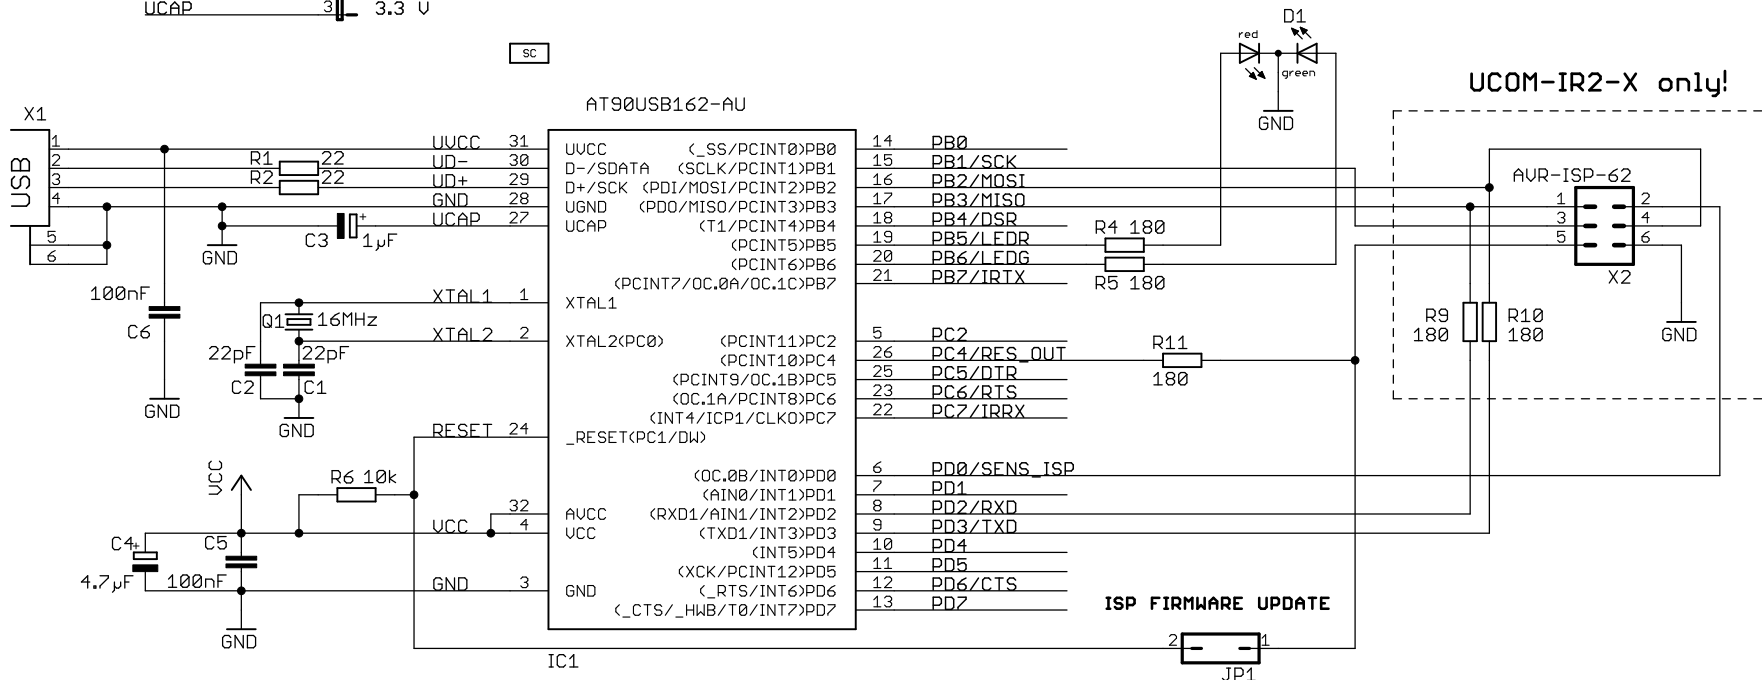 UCAP 3 3.3 V
SC
D1
red
green
GND
UCOM-IR2-X only!
AT90USB162-AU
X1
USB
1 UVCC 31 UVCC (_SS/PCINT0)PB0 14 PB0
2 R1 22 UD- 30 D-/SDATA (SCLK/PCINT1)PB1 15 PB1/SCK
3 R2 22 UD+ 29 D+/SCK (PDI/MOSI/PCINT2)PB2 16 PB2/MOSI
4 GND 28 UGND (PDO/MISO/PCINT3)PB3 17 PB3/MISO
UCAP 27 UCAP (T1/PCINT4)PB4 18 PB4/DSR
5 (PCINT5)PB5 19 PB5/LEDR R4 180
6 (PCINT6)PB6 20 PB6/LEDG
(PCINT7/OC.0A/OC.1C)PB7 21 PB7/IRTX R5 180
C3 + 1µF
GND
AVR-ISP-62
1 2
3 4
5 6
X2
GND
100nF
C6
GND
XTAL1 1 XTAL1
Q1 16MHz
XTAL2 2 XTAL2(PC0) (PCINT11)PC2 5 PC2
22pF 22pF
C2 C1
GND
(PCINT10)PC4 26 PC4/RES_OUT R11
180
(PCINT9/OC.1B)PC5 25 PC5/DTR
(OC.1A/PCINT8)PC6 23 PC6/RTS
(INT4/ICP1/CLKO)PC7 22 PC7/IRRX
R9 R10
180 180
RESET 24 _RESET(PC1/DW)
VCC
R6 10k
(OC.0B/INT0)PD0 6 PD0/SENS_ISP
(AIN0/INT1)PD1 7 PD1
32 AVCC (RXD1/AIN1/INT2)PD2 8 PD2/RXD
VCC 4 VCC (TXD1/INT3)PD3 9 PD3/TXD
C4 + C5
4.7µF 100nF
(INT5)PD4 10 PD4
(XCK/PCINT12)PD5 11 PD5
GND 3 GND (_RTS/INT6)PD6 12 PD6/CTS
(_CTS/_HWB/T0/INT7)PD7 13 PD7
GND
ISP FIRMWARE UPDATE
2 1
JP1
IC1